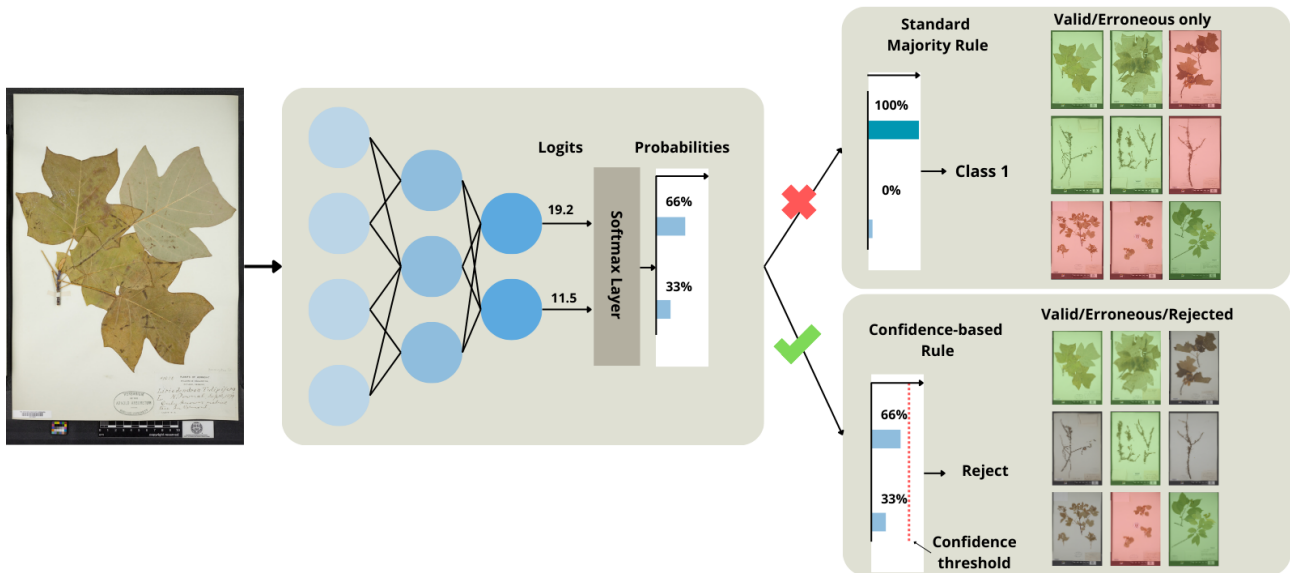 Logits
Probabilities
19.2
11.5
Softmax Layer
66%
33%
Standard
Majority Rule
100%
0%
Class 1
Valid/Erroneous only
Confidence-based
Rule
66%
33%
Reject
Confidence
threshold
Valid/Erroneous/Rejected